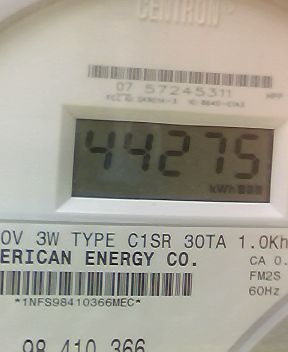 CENTRON®
07 57245311
44275
kWh
0V 3W TYPE C1SR 30TA 1.0Kh
ERICAN ENERGY CO.
CA 0.
FM2S
*1NFS98410366MEC*
60Hz
98 410 366